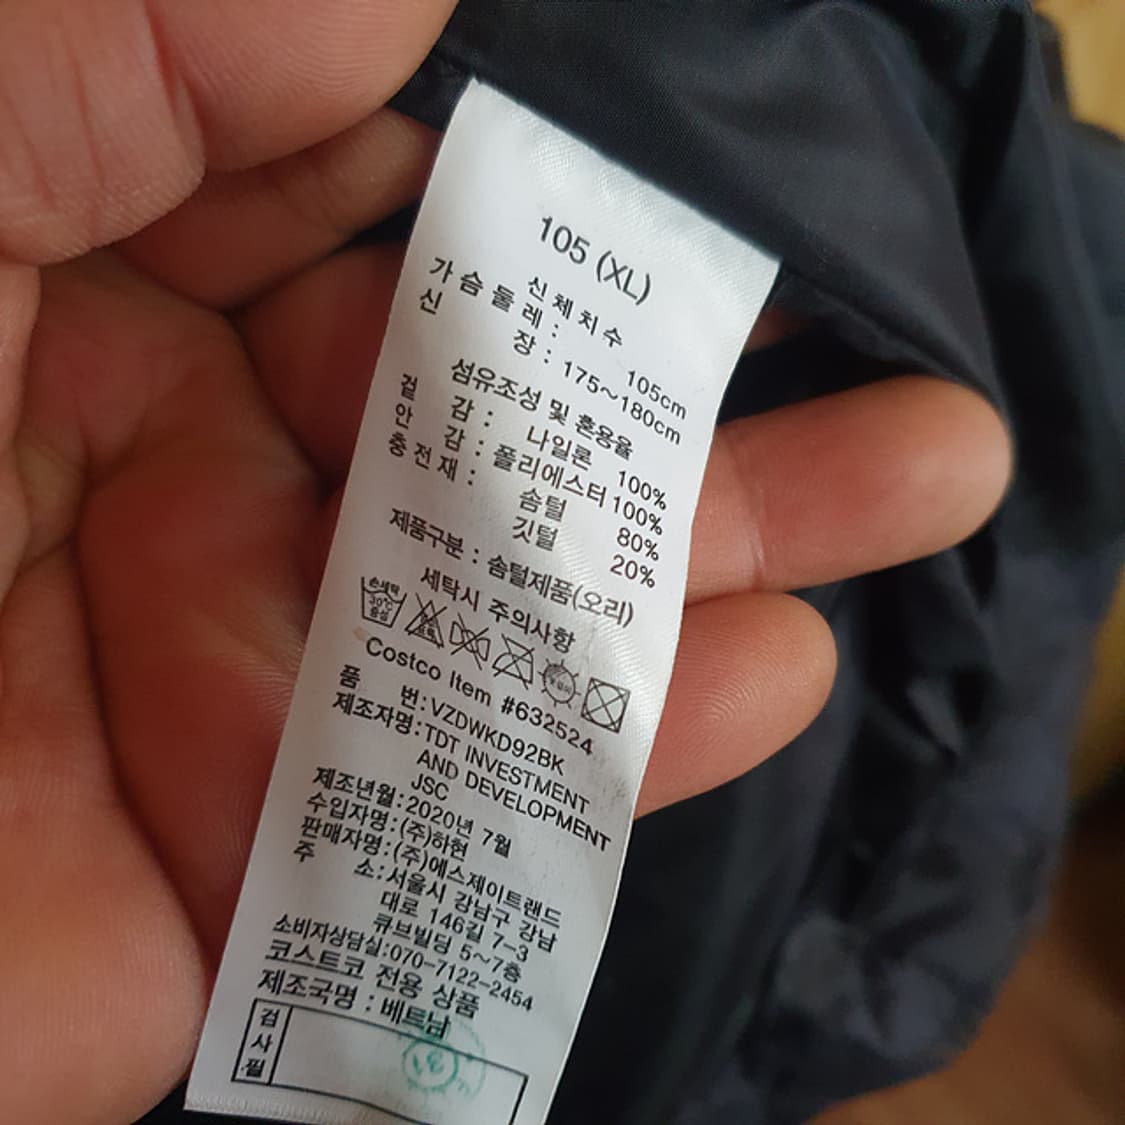 105 (XL)
신체치수
가슴둘레 : 105cm
신 장 : 175~180cm
섬유조성 및 혼용율
겉 감 : 나일론 100%
안 감 : 폴리에스터 100%
충전재 : 솜털 80%
깃털 20%
제품구분 : 솜털제품(오리)
세탁시 주의사항
손세탁
30℃
중성
Costco Item #632524
품 번:VZDWKD92BK
제조자명:TDT INVESTMENT
AND DEVELOPMENT
JSC
제조년월:2020년 7월
수입자명:(주)하현
판매자명:(주)에스제이트랜드
주 소:서울시 강남구 강남
대로 146길 7-3
큐브빌딩 5~7층
소비자상담실:070-7122-2454
코스트코 전용 상품
제조국명 : 베트남
검사필